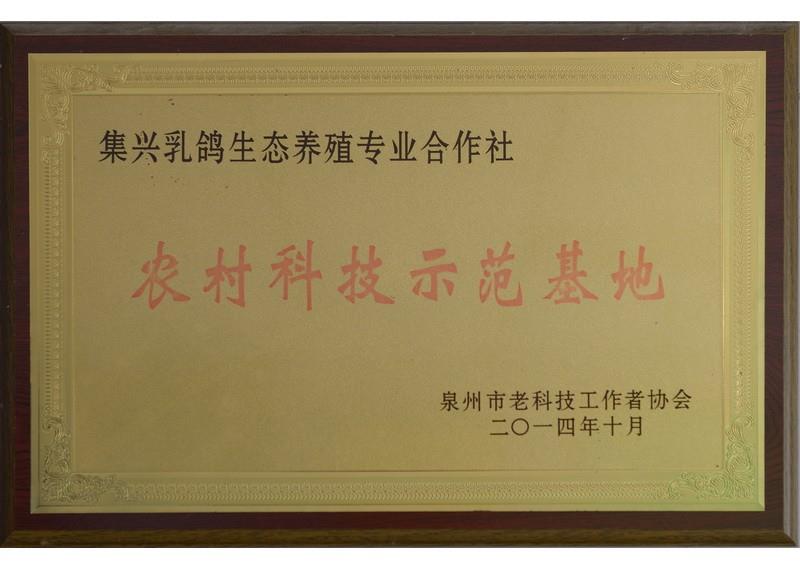 集兴乳鸽生态养殖专业合作社
农村科技示范基地
泉州市老科技工作者协会
二〇一四年十月